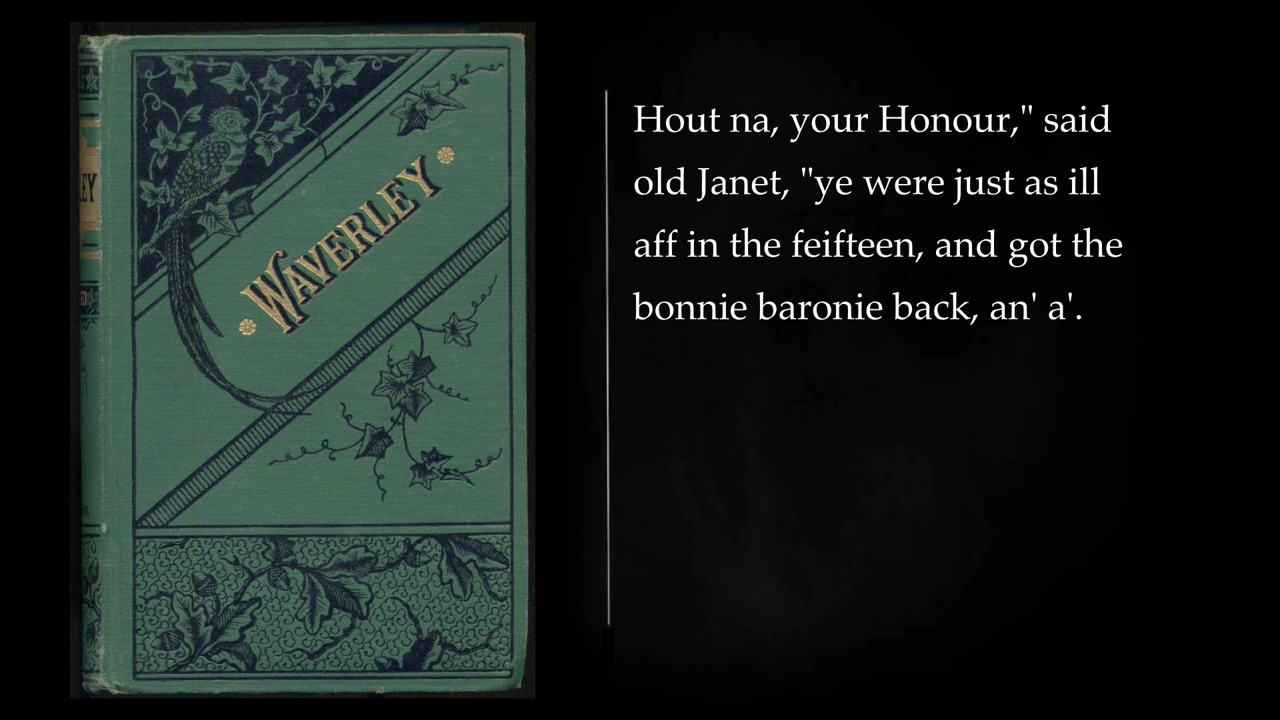 WAVERLEY
Hout na, your Honour," said
old Janet, "ye were just as ill
aff in the feifteen, and got the
bonnie baronie back, an' a'.